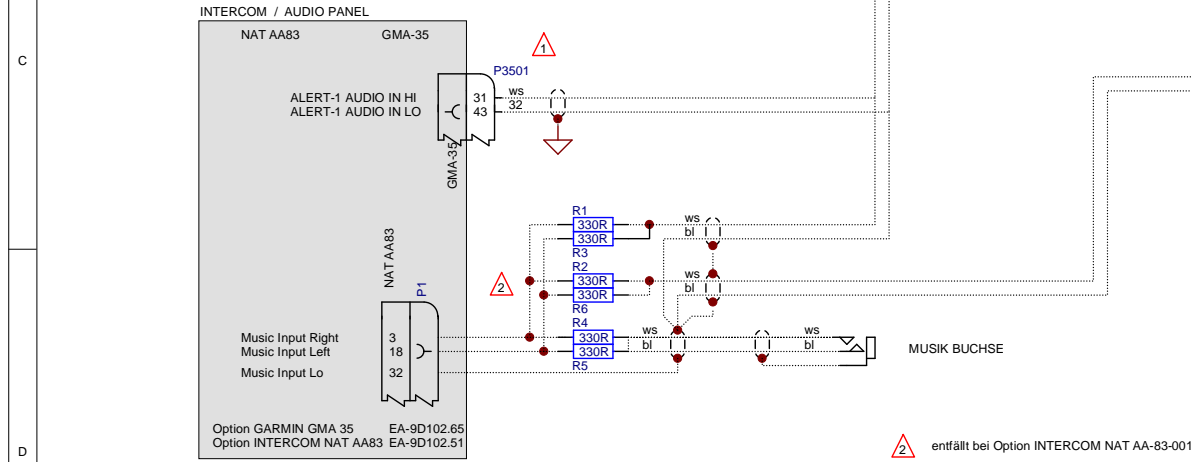 INTERCOM / AUDIO PANEL
NAT AA83 GMA-35
C
1
P3501
ALERT-1 AUDIO IN HI 31 ws
ALERT-1 AUDIO IN LO 43 32
GMA-35
R1
330R ws
330R bl
R3
NAT AA83
P1
2
R2
330R ws
330R bl
R6
R4
Music Input Right 3 330R ws ws
Music Input Left 18 330R bl bl
MUSIK BUCHSE
R5
Music Input Lo 32
Option GARMIN GMA 35 EA-9D102.65
Option INTERCOM NAT AA83 EA-9D102.51
D
2 entfällt bei Option INTERCOM NAT AA-83-001